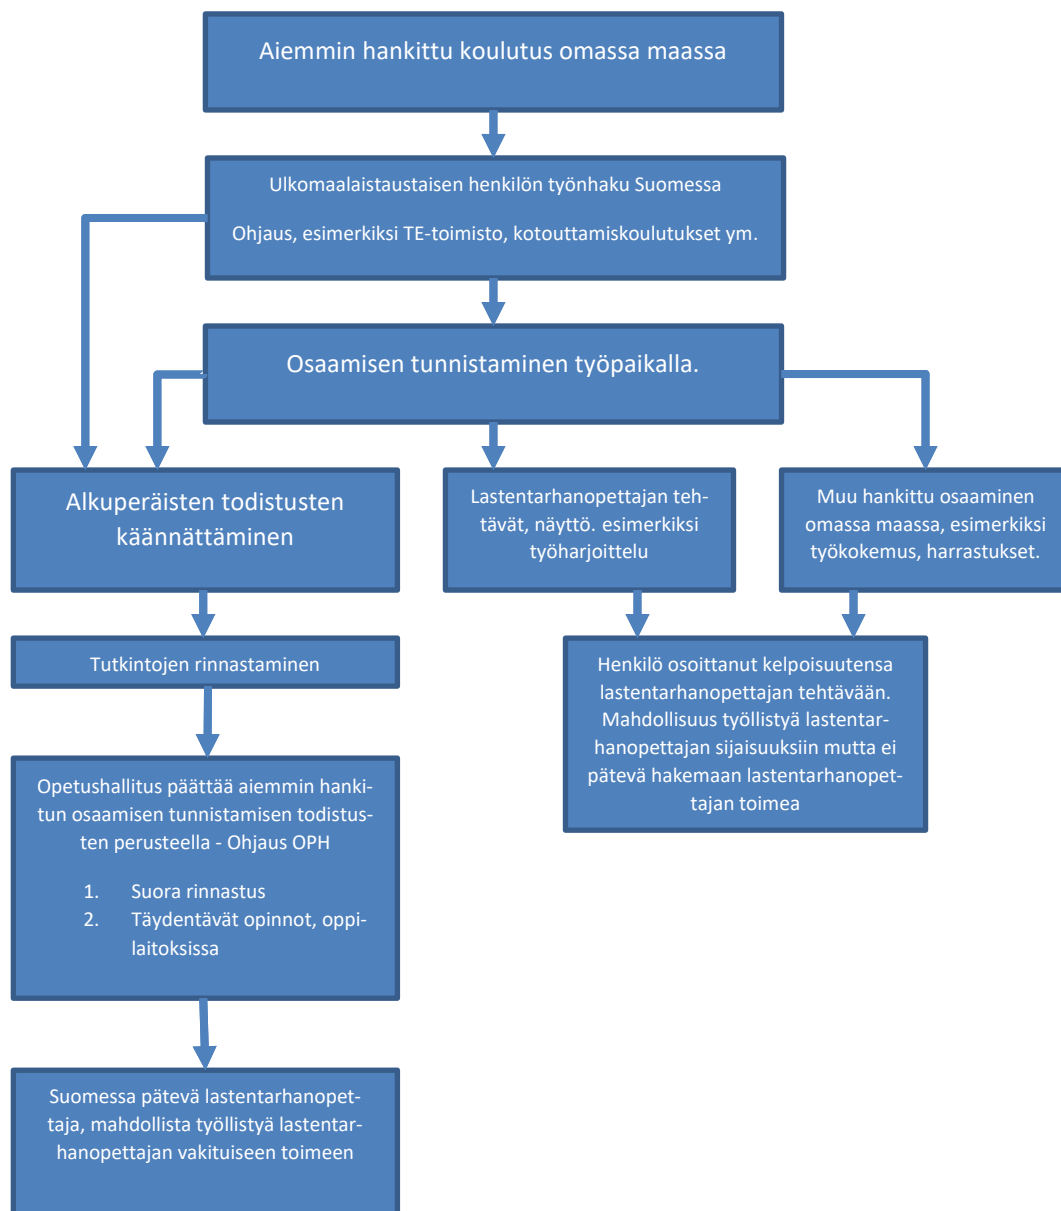 Aiemmin hankittu koulutus omassa maassa
Ulkomaalaistaustaisen henkilön työnhaku Suomessa
Ohjaus, esimerkiksi TE-toimisto, kotouttamiskoulutukset ym.
Osaamisen tunnistaminen työpaikalla.
Alkuperäisten todistusten
käännättäminen
Lastentarhanopettajan teh-
tävät, näyttö. esimerkiksi
työharjoittelu
Muu hankittu osaaminen
omassa maassa, esimerkiksi
työkokemus, harrastukset.
Tutkintojen rinnastaminen
Henkilö osoittanut kelpoisuutensa
lastentarhanopettajan tehtävään.
Mahdollisuus työllistyä lastentar-
hanopettajan sijaisuuksiin mutta ei
pätevä hakemaan lastentarhanopet-
tajan toimea
Opetushallitus päättää aiemmin hanki-
tun osaamisen tunnistamisen todistus-
ten perusteella - Ohjaus OPH
1. Suora rinnastus
2. Täydentävät opinnot, oppi-
laitoksissa
Suomessa pätevä lastentarhanopet-
taja, mahdollista työllistyä lastentar-
hanopettajan vakituiseen toimeen